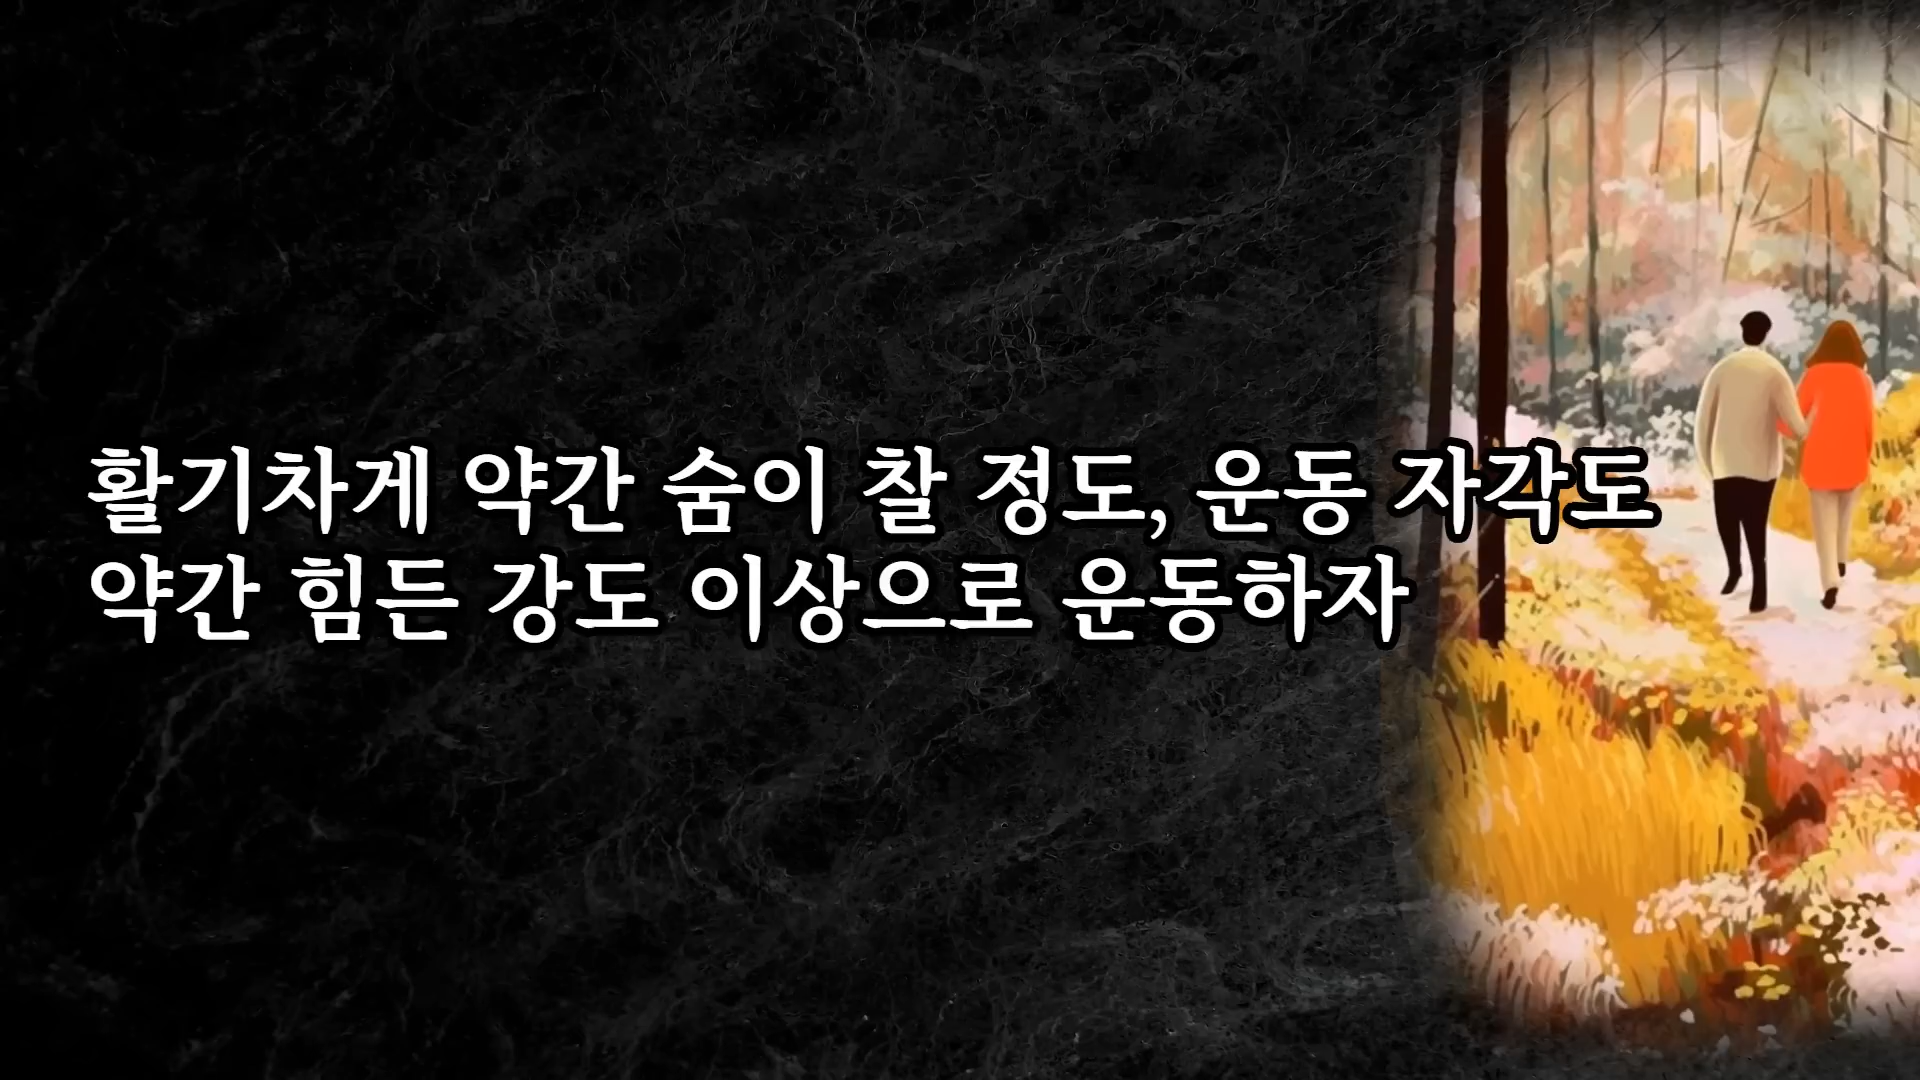 활기차게 약간 숨이 찰 정도, 운동 자각도
약간 힘든 강도 이상으로 운동하자